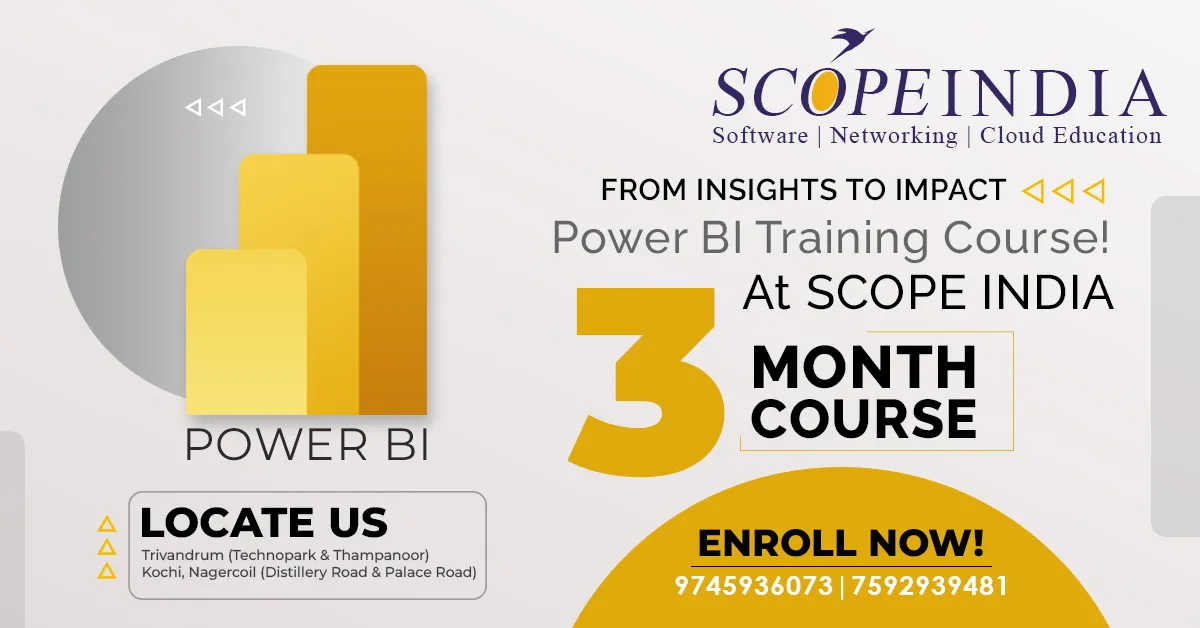 SCOPE INDIA
Software | Networking | Cloud Education
FROM INSIGHTS TO IMPACT
Power BI Training Course!
At SCOPE INDIA
3
MONTH
COURSE
POWER BI
LOCATE US
Trivandrum (Technopark & Thampanoor)
Kochi, Nagercoil (Distillery Road & Palace Road)
ENROLL NOW!
9745936073 | 7592939481